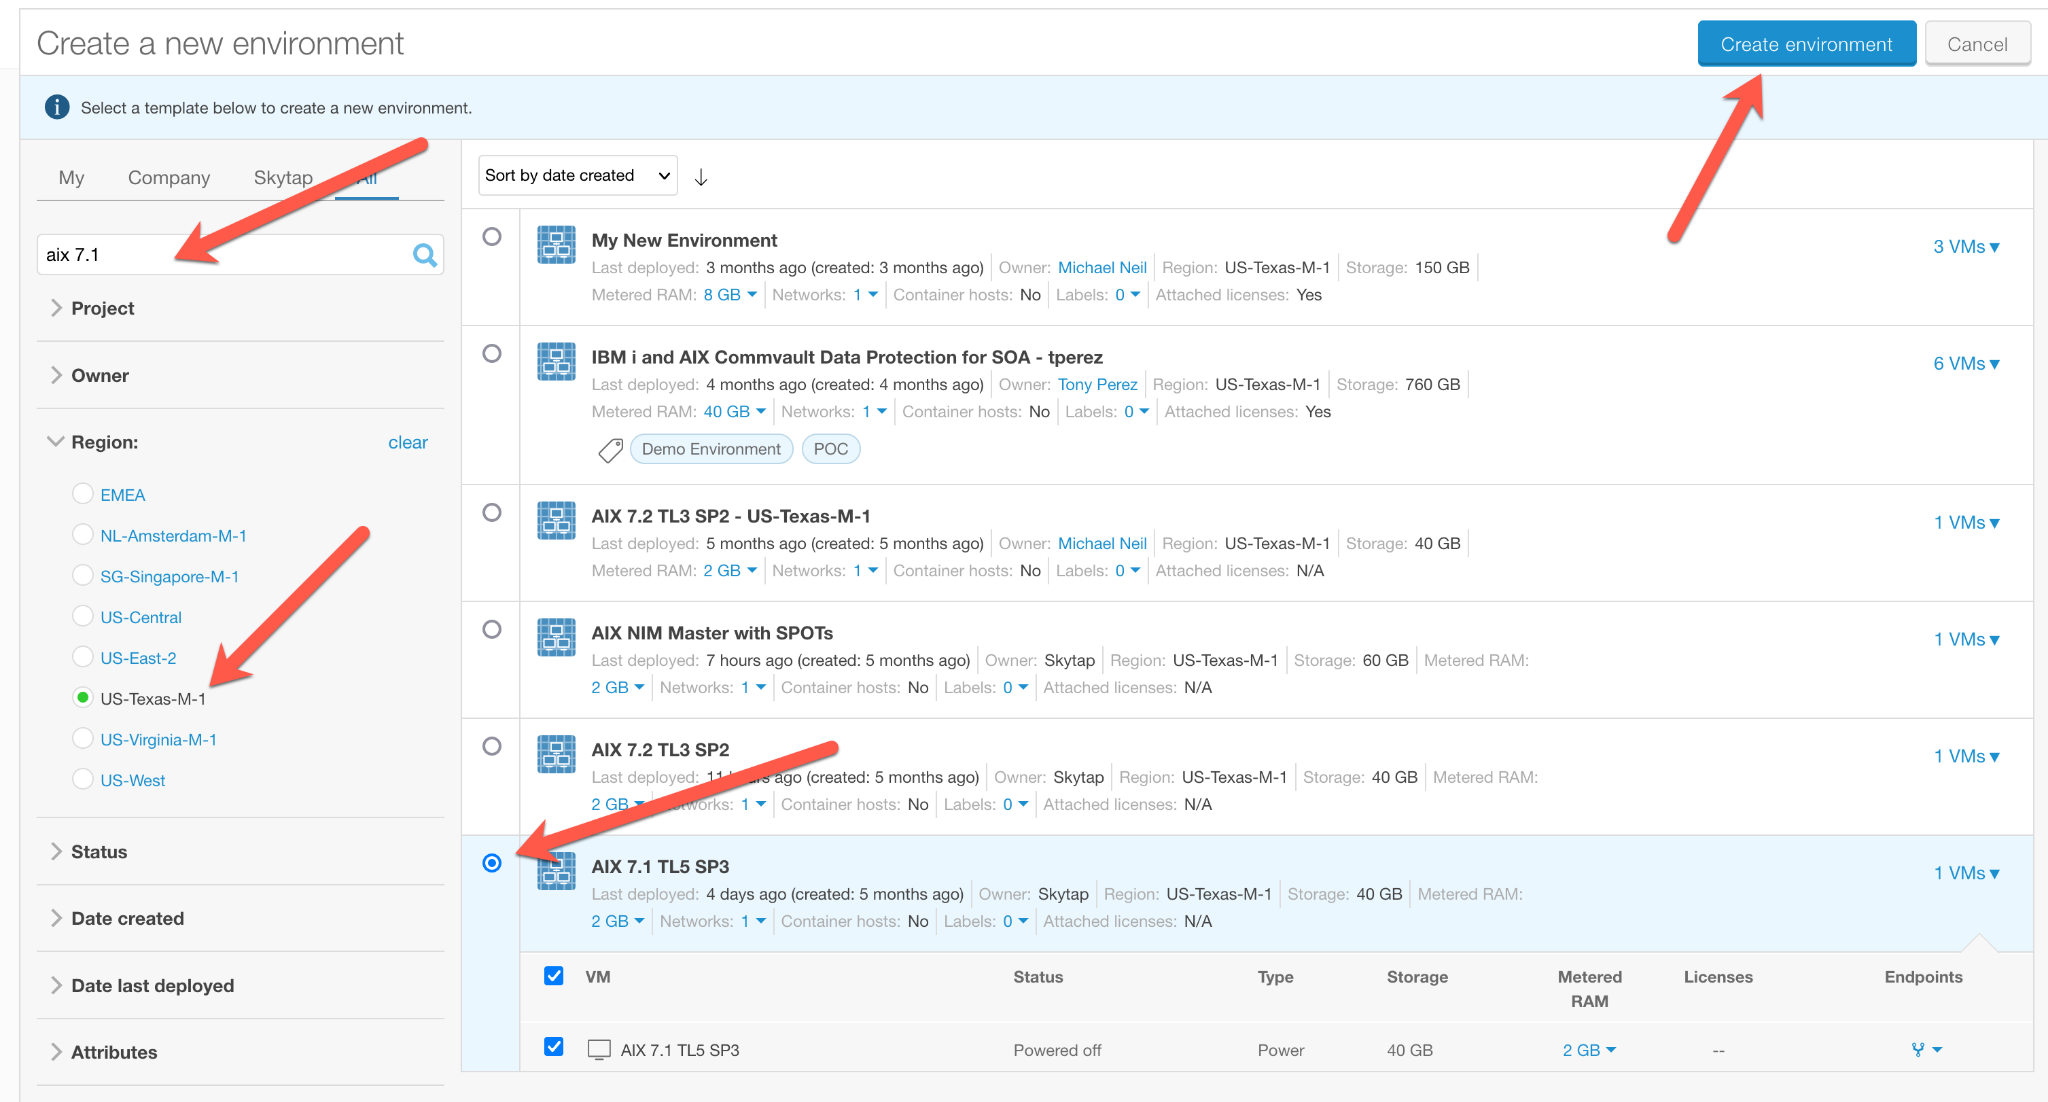 Create a new environment
Create environment
Cancel
Select a template below to create a new environment.
My Company Skytap All
aix 7.1
Project
Owner
Region: clear
EMEA
NL-Amsterdam-M-1
SG-Singapore-M-1
US-Central
US-East-2
US-Texas-M-1
US-Virginia-M-1
US-West
Status
Date created
Date last deployed
Attributes
Sort by date created
My New Environment
3 VMs
Last deployed: 3 months ago (created: 3 months ago) Owner: Michael Neil Region: US-Texas-M-1 Storage: 150 GB
Metered RAM: 8 GB Networks: 1 Container hosts: No Labels: 0 Attached licenses: Yes
IBM i and AIX Commvault Data Protection for SOA - tperez
6 VMs
Last deployed: 4 months ago (created: 4 months ago) Owner: Tony Perez Region: US-Texas-M-1 Storage: 760 GB
Metered RAM: 40 GB Networks: 1 Container hosts: No Labels: 0 Attached licenses: Yes
Demo Environment POC
AIX 7.2 TL3 SP2 - US-Texas-M-1
1 VMs
Last deployed: 5 months ago (created: 5 months ago) Owner: Michael Neil Region: US-Texas-M-1 Storage: 40 GB
Metered RAM: 2 GB Networks: 1 Container hosts: No Labels: 0 Attached licenses: N/A
AIX NIM Master with SPOTs
1 VMs
Last deployed: 7 hours ago (created: 5 months ago) Owner: Skytap Region: US-Texas-M-1 Storage: 60 GB Metered RAM:
2 GB Networks: 1 Container hosts: No Labels: 0 Attached licenses: N/A
AIX 7.2 TL3 SP2
1 VMs
Last deployed: 11 hours ago (created: 5 months ago) Owner: Skytap Region: US-Texas-M-1 Storage: 40 GB Metered RAM:
2 GB Networks: 1 Container hosts: No Labels: 0 Attached licenses: N/A
AIX 7.1 TL5 SP3
1 VMs
Last deployed: 4 days ago (created: 5 months ago) Owner: Skytap Region: US-Texas-M-1 Storage: 40 GB Metered RAM:
2 GB Networks: 1 Container hosts: No Labels: 0 Attached licenses: N/A
VM Status Type Storage Metered RAM Licenses Endpoints
AIX 7.1 TL5 SP3 Powered off Power 40 GB 2 GB --